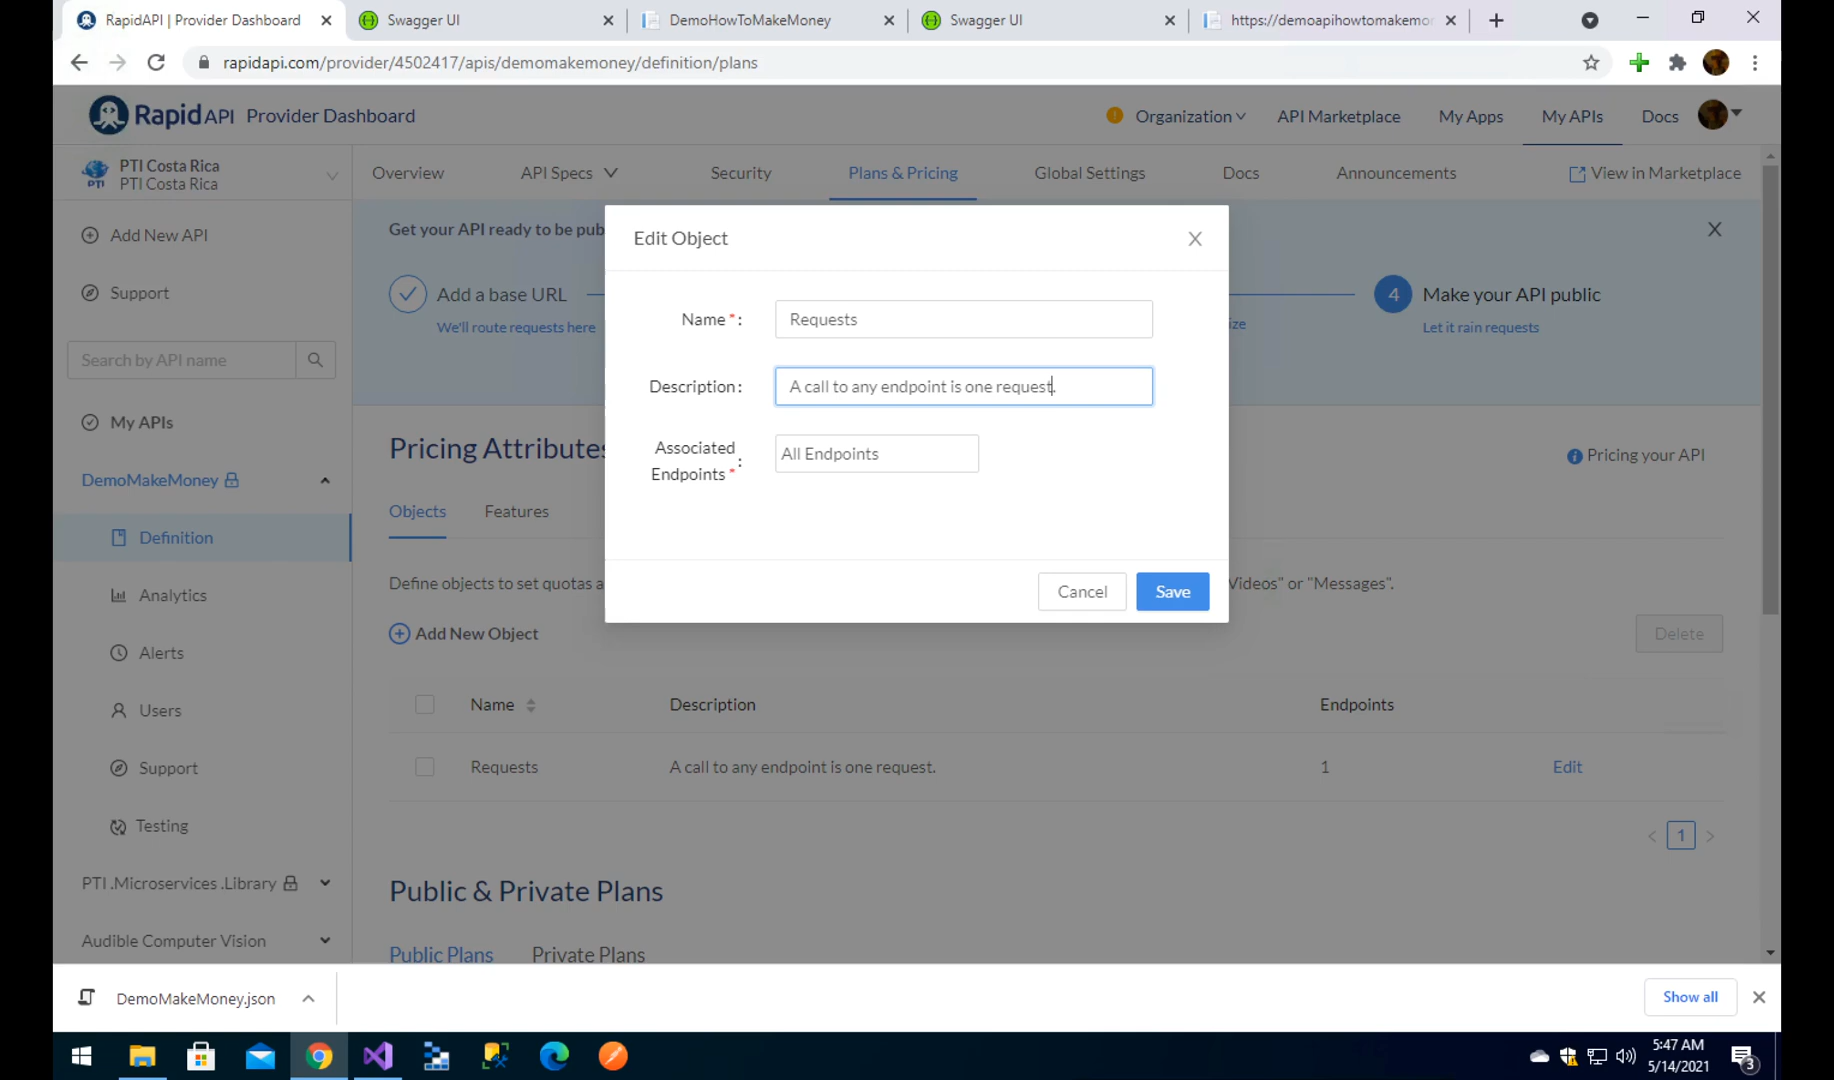 RapidAPI | Provider Dashboard
Swagger UI
DemoHowToMakeMoney
Swagger UI
https://demoapihowtomakemo
rapidapi.com/provider/4502417/apis/demomakemoney/definition/plans
Rapid API Provider Dashboard
Organization
API Marketplace
My Apps
My APIs
Docs
PTI Costa Rica
PTI Costa Rica
PTI
Overview
API Specs
Security
Plans & Pricing
Global Settings
Docs
Announcements
View in Marketplace
Add New API
Support
Search by API name
My APIs
DemoMakeMoney
Definition
Analytics
Alerts
Users
Support
Testing
PTI .Microservices .Library
Audible Computer Vision
Get your API ready to be pub
Add a base URL
We'll route requests here
ize
4 Make your API public
Let it rain requests
Edit Object
Name * :
Requests
Description :
A call to any endpoint is one request.
Associated
Endpoints * :
All Endpoints
Cancel
Save
Pricing Attributes
Pricing your API
Objects
Features
Define objects to set quotas a
Videos" or "Messages".
Add New Object
Delete
Name
Description
Endpoints
Requests
A call to any endpoint is one request.
1
Edit
< 1 >
Public & Private Plans
Public Plans
Private Plans
DemoMakeMoney.json
Show all
5:47 AM
5/14/2021
3